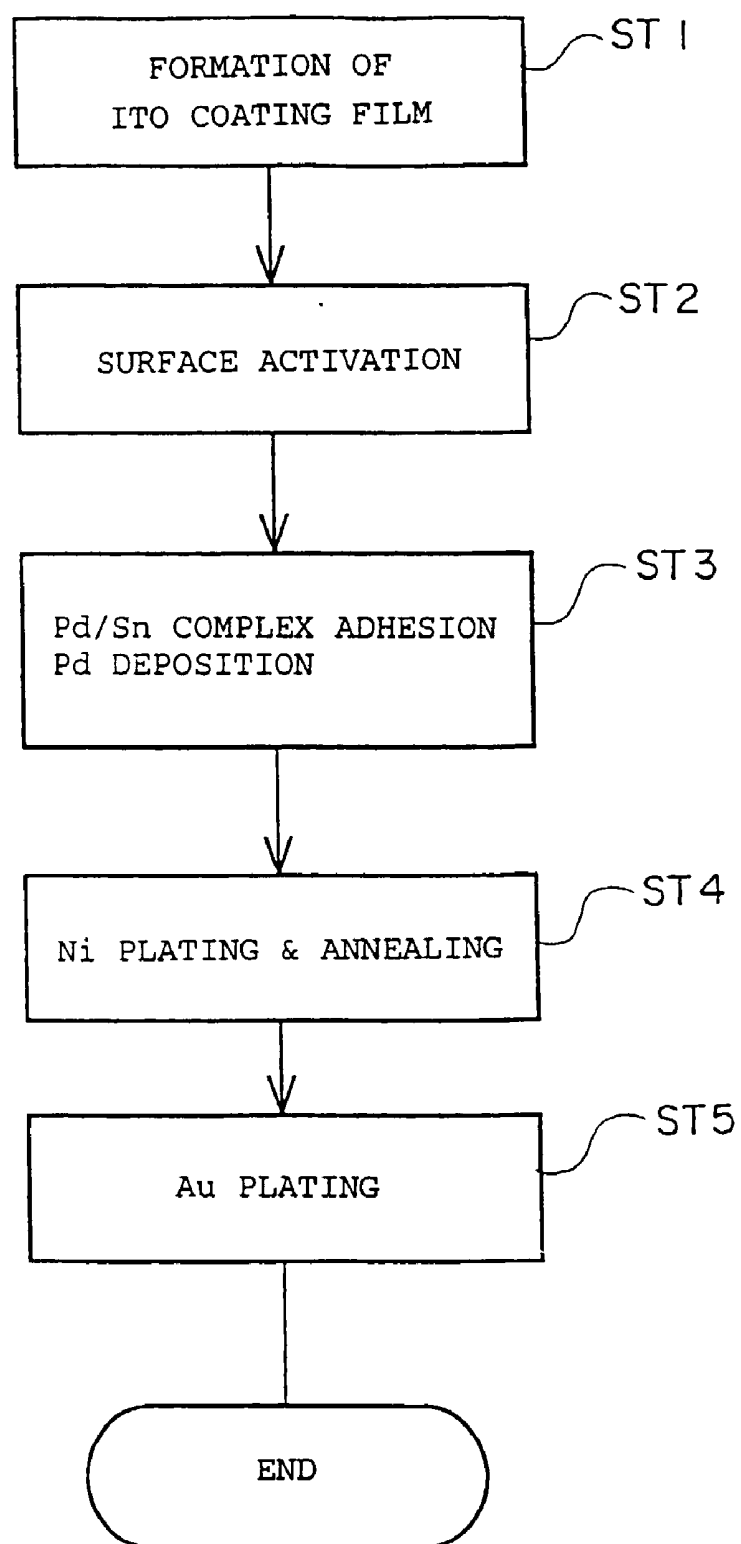 FORMATION OF
ITO COATING FILM
ST1
SURFACE ACTIVATION
ST2
Pd/Sn COMPLEX ADHESION
Pd DEPOSITION
ST3
Ni PLATING & ANNEALING
ST4
Au PLATING
ST5
END